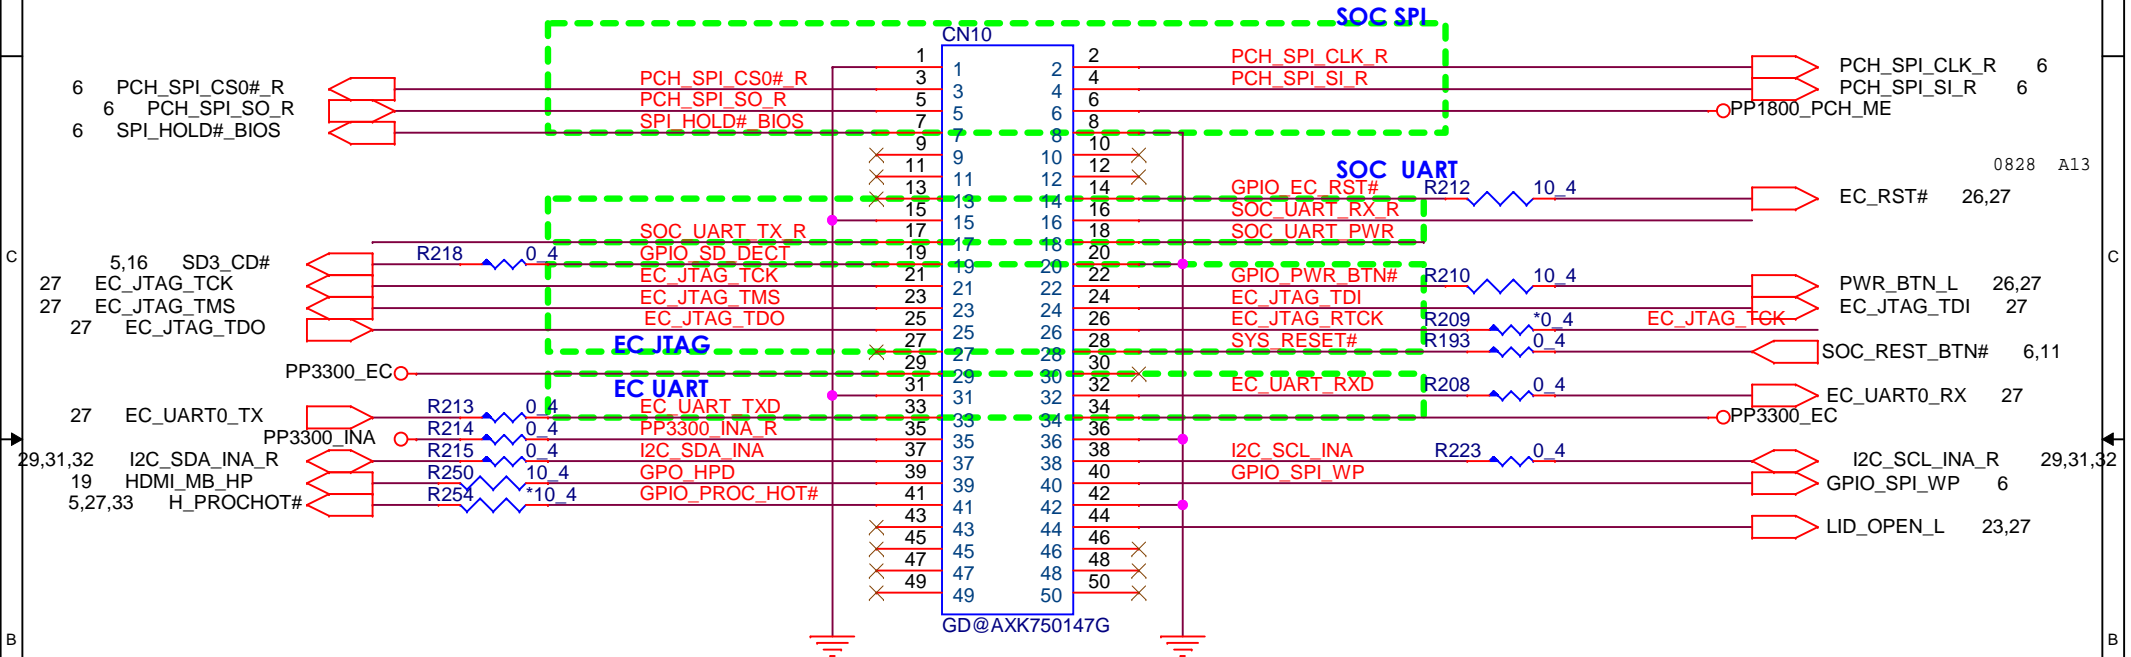 SOC SPI
CN10
1 1 2 2 PCH_SPI_CLK_R PCH_SPI_CLK_R 6
6 PCH_SPI_CS0#_R PCH_SPI_CS0#_R 3 3 4 4 PCH_SPI_SI_R PCH_SPI_SI_R 6
6 PCH_SPI_SO_R PCH_SPI_SO_R 5 5 6 6 PP1800_PCH_ME
6 SPI_HOLD#_BIOS SPI_HOLD#_BIOS 7 7 8 8
9 9 10 10
0828 A13
11 11 12 12
SOC UART
13 13 14 14 GPIO_EC_RST# R212 10_4 EC_RST# 26,27
15 15 16 16 SOC_UART_RX_R
SOC_UART_TX_R 17 17 18 18 SOC_UART_PWR
C 5,16 SD3_CD# R218 0_4 GPIO_SD_DECT 19 19 20 20 C
27 EC_JTAG_TCK EC_JTAG_TCK 21 21 22 22 GPIO_PWR_BTN# R210 10_4 PWR_BTN_L 26,27
27 EC_JTAG_TMS EC_JTAG_TMS 23 23 24 24 EC_JTAG_TDI EC_JTAG_TDI 27
27 EC_JTAG_TDO EC_JTAG_TDO 25 25 26 26 EC_JTAG_RTCK R209 *0_4 EC_JTAG_TCK
EC JTAG 27 27 28 28 SYS_RESET# R193 0_4 SOC_REST_BTN# 6,11
PP3300_EC 29 29 30 30
EC UART 31 31 32 32 EC_UART_RXD R208 0_4 EC_UART0_RX 27
27 EC_UART0_TX R213 0_4 EC_UART_TXD 33 33 34 34 PP3300_EC
PP3300_INA R214 0_4 PP3300_INA_R 35 35 36 36
29,31,32 I2C_SDA_INA_R R215 0_4 I2C_SDA_INA 37 37 38 38 I2C_SCL_INA R223 0_4 I2C_SCL_INA_R 29,31,32
19 HDMI_MB_HP R250 10_4 GPO_HPD 39 39 40 40 GPIO_SPI_WP GPIO_SPI_WP 6
5,27,33 H_PROCHOT# R254 *10_4 GPIO_PROC_HOT# 41 41 42 42
43 43 44 44 LID_OPEN_L 23,27
45 45 46 46
47 47 48 48
49 49 50 50
GD@AXK750147G
B B